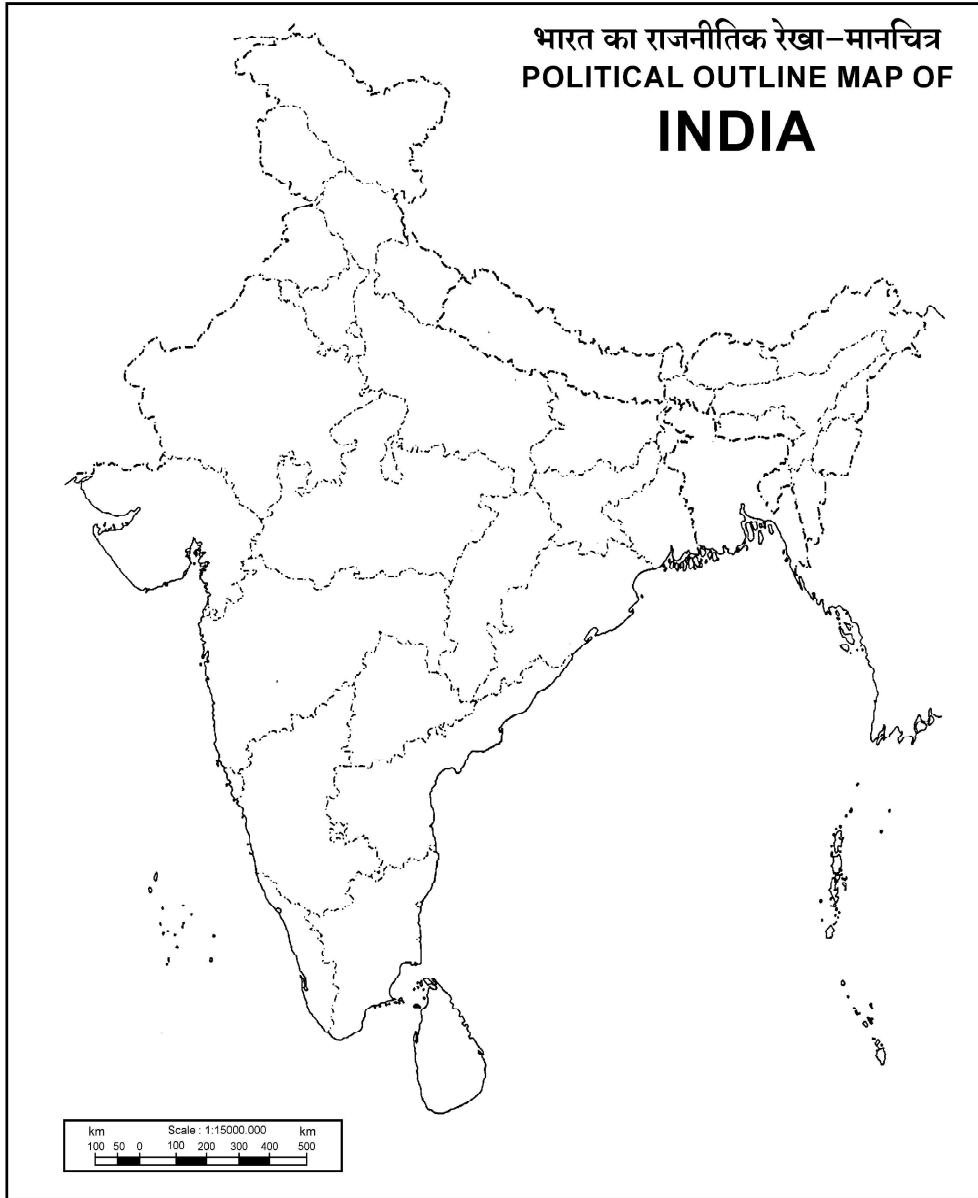 भारत का राजनीतिक रेखा–मानचित्र
POLITICAL OUTLINE MAP OF
INDIA
km Scale : 1:15000.000 km
100 50 0 100 200 300 400 500